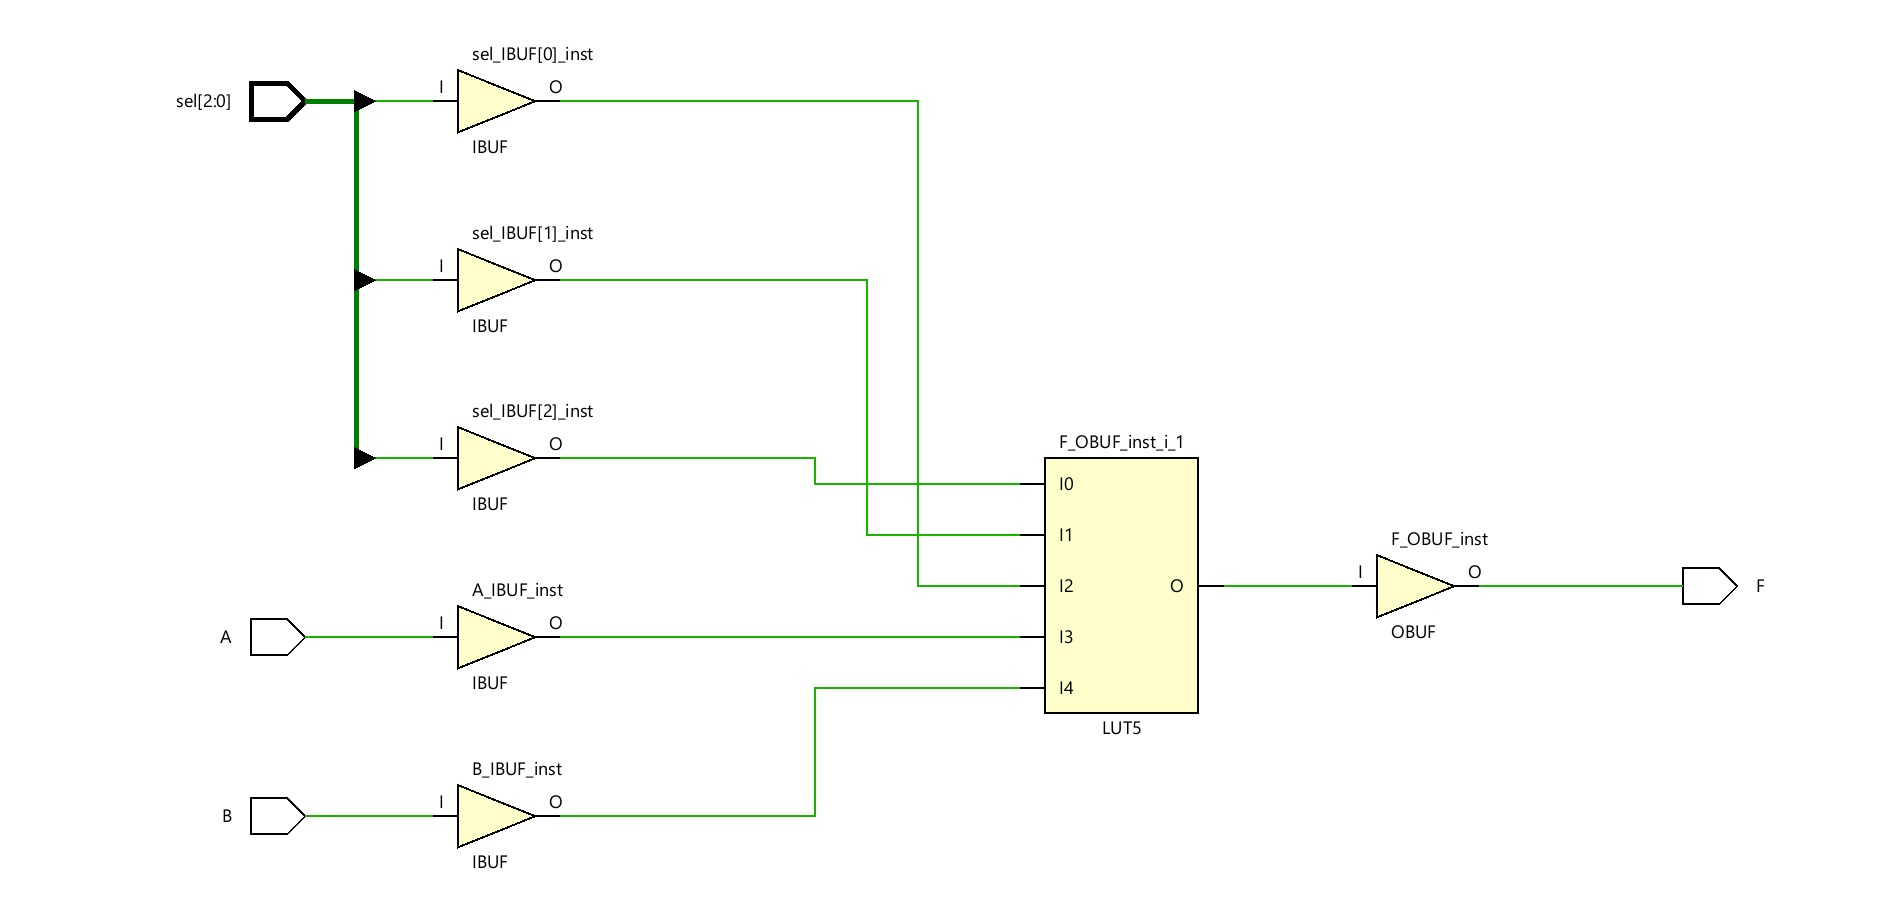 sel_IBUF[0]_inst
I
O
sel[2:0]
IBUF
sel_IBUF[1]_inst
I
O
IBUF
sel_IBUF[2]_inst
I
O
IBUF
A_IBUF_inst
I
O
A
IBUF
B_IBUF_inst
I
O
B
IBUF
F_OBUF_inst_i_1
I0
I1
I2
I3
I4
O
LUT5
F_OBUF_inst
I
O
OBUF
F